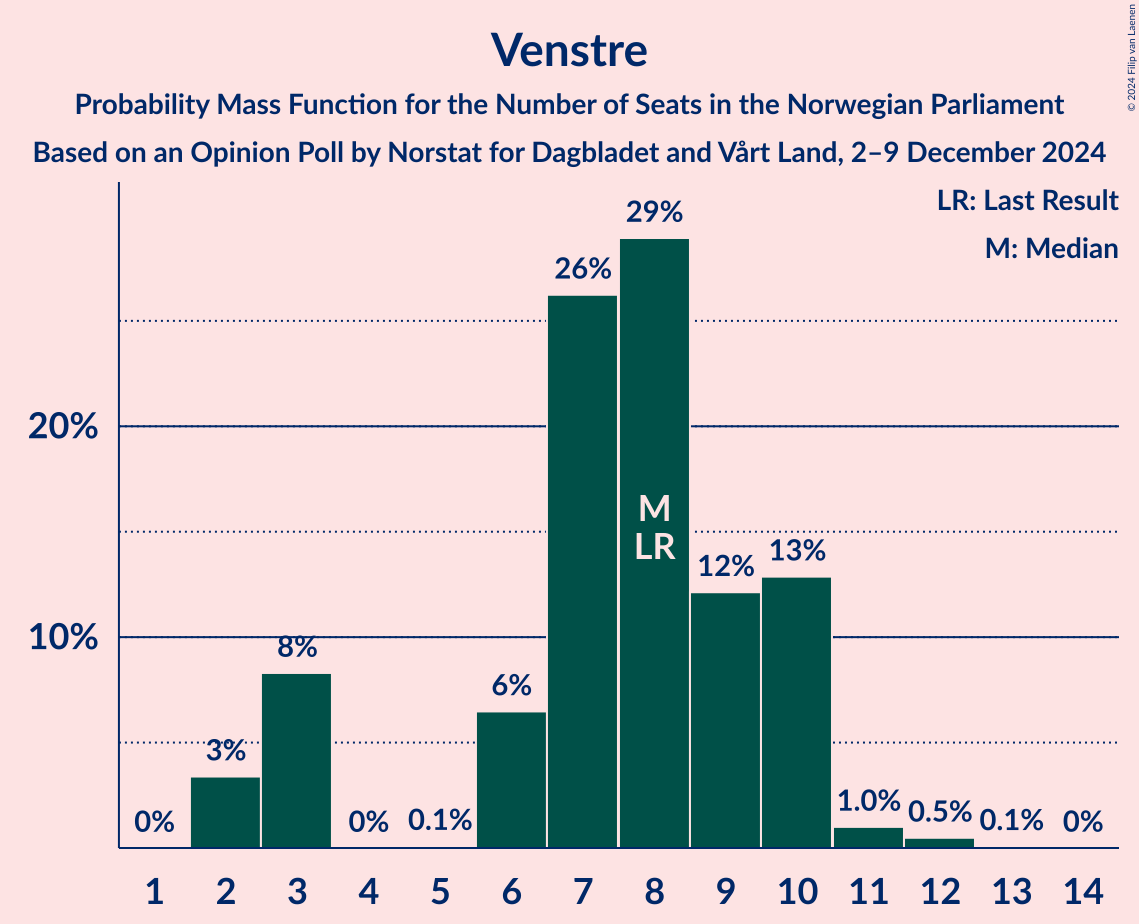 Venstre
Probability Mass Function for the Number of Seats in the Norwegian Parliament
Based on an Opinion Poll by Norstat for Dagbladet and Vårt Land, 2–9 December 2024
© 2024 Filip van Laenen
LR: Last Result
M: Median
20%
10%
0%
3%
8%
0%
0.1%
6%
26%
29%
12%
13%
1.0%
0.5%
0.1%
0%
M
LR
1 2 3 4 5 6 7 8 9 10 11 12 13 14